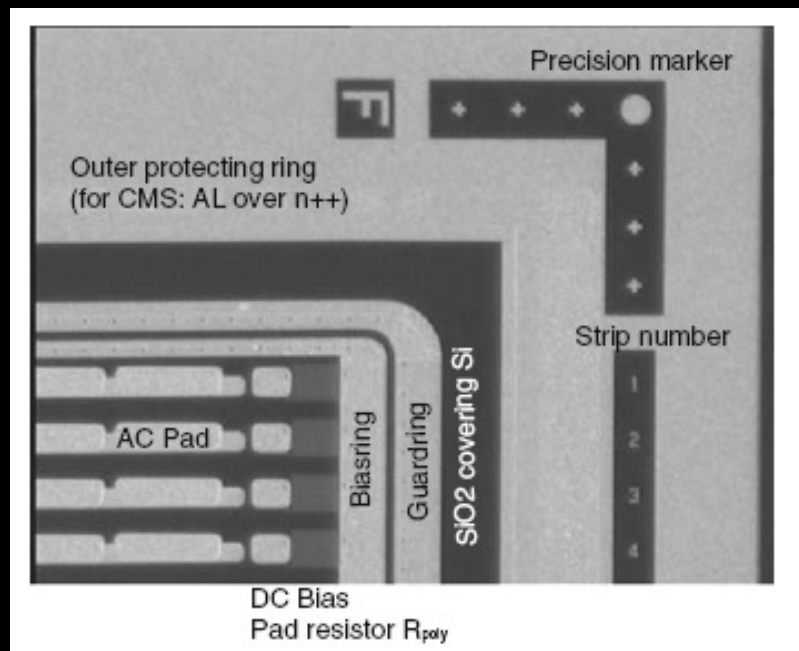 Precision marker
F
Outer protecting ring
(for CMS: AL over n++)
Strip number
1
2
3
4
AC Pad
Biasring
Guardring
SiO2 covering Si
DC Bias
Pad resistor Rpoly